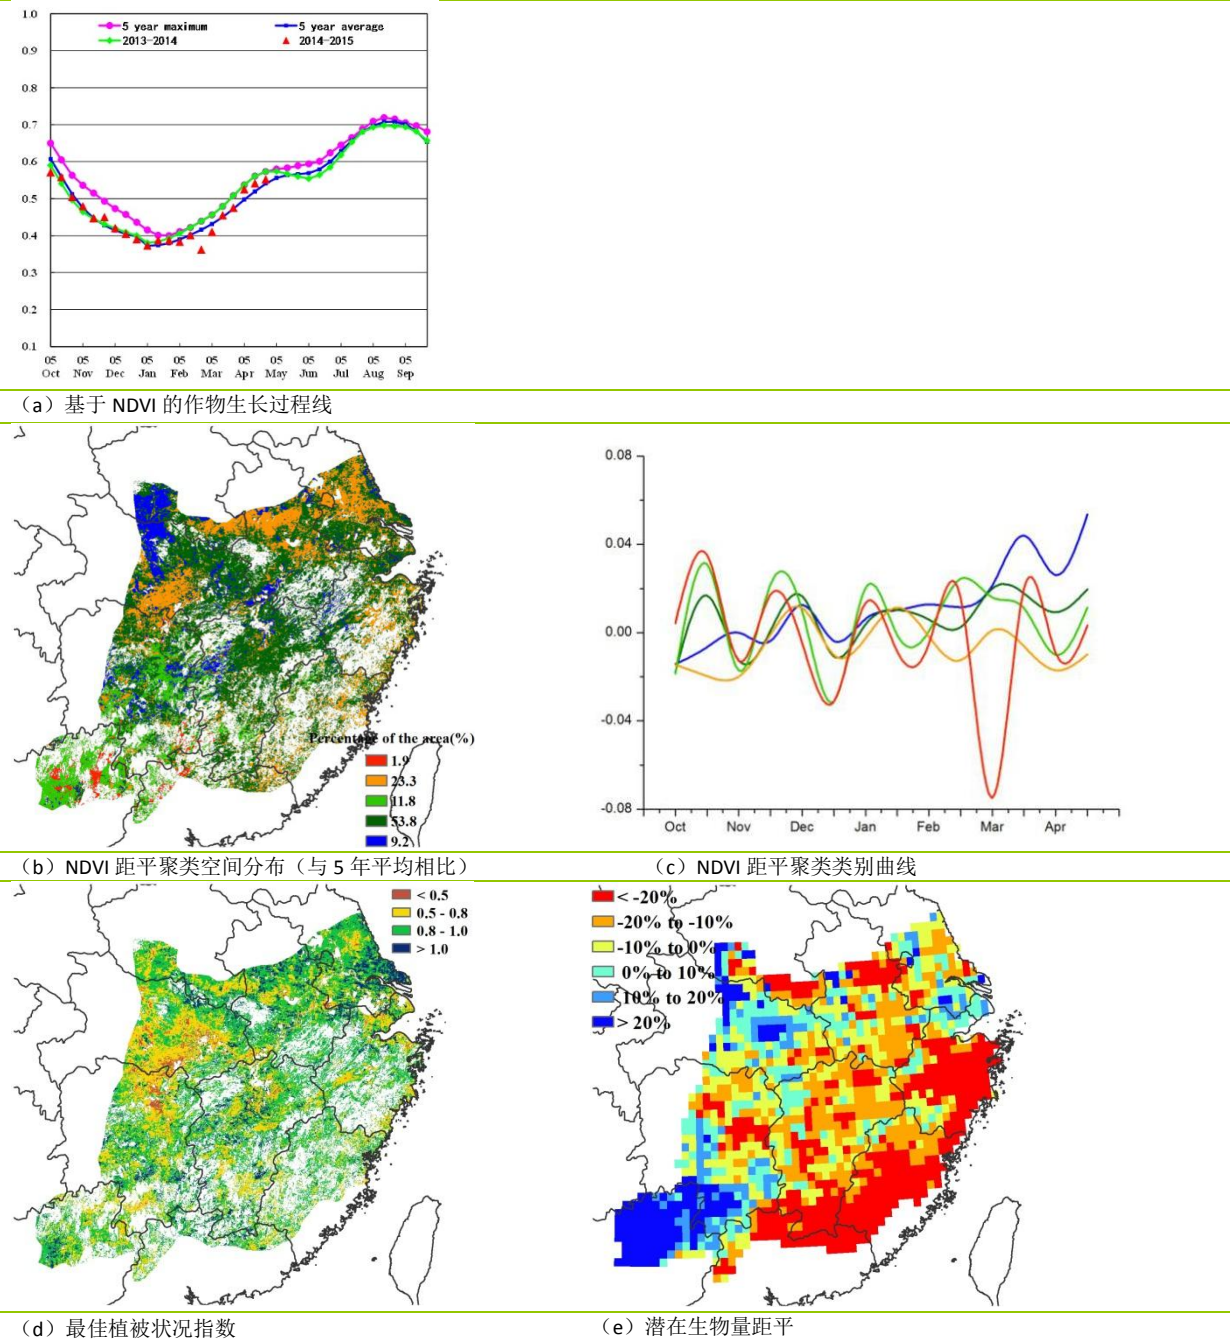 1.0
5 year maximum 5 year average
2013-2014 2014-2015
0.9
0.8
0.7
0.6
0.5
0.4
0.3
0.2
0.1
05 05 05 05 05 05 05 05 05 05 05 05
Oct Nov Dec Jan Feb Mar Apr May Jun Jul Aug Sep
（a）基于 NDVI 的作物生长过程线
Percentage of the area(%)
1.9
23.3
11.8
53.8
9.2
0.08
0.04
0.00
-0.04
-0.08
Oct Nov Dec Jan Feb Mar Apr
（b）NDVI 距平聚类空间分布（与 5 年平均相比）
（c）NDVI 距平聚类类别曲线
< 0.5
0.5 - 0.8
0.8 - 1.0
> 1.0
< -20%
-20% to -10%
-10% to 0%
0% to 10%
10% to 20%
> 20%
（d）最佳植被状况指数
（e）潜在生物量距平